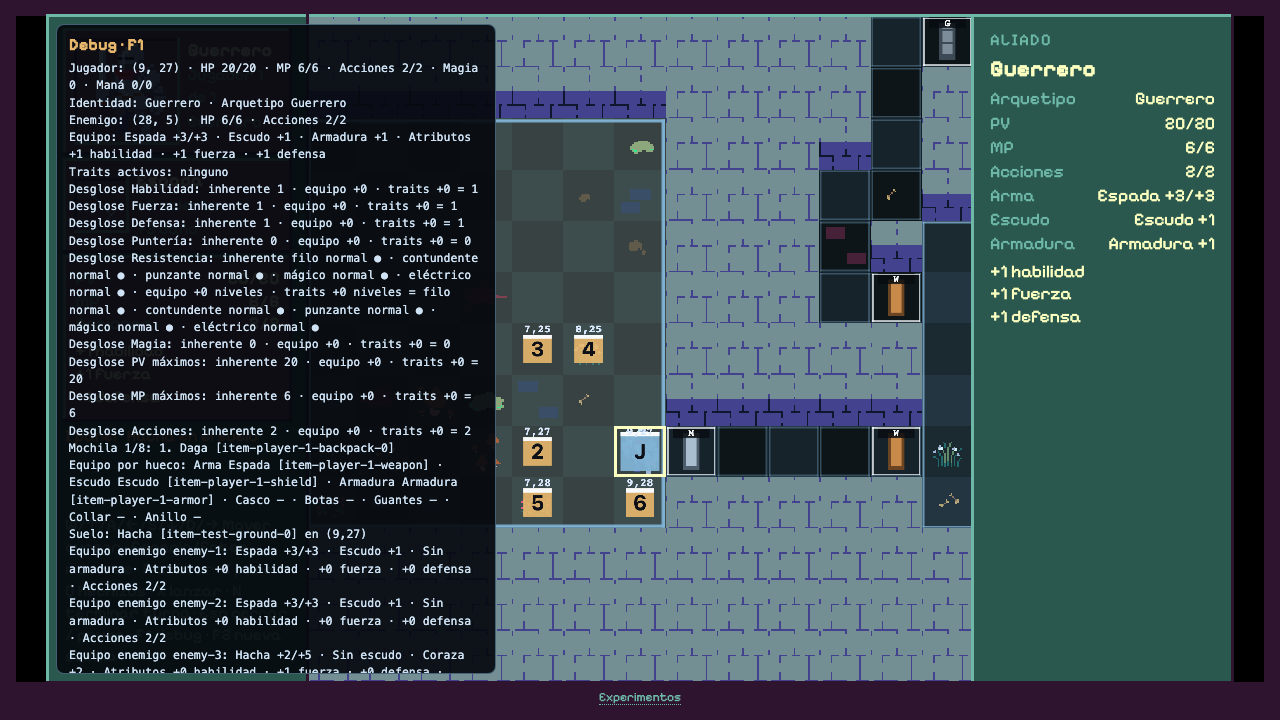 Debug·F1
Jugador: (9, 27) · HP 20/20 · MP 6/6 · Acciones 2/2 · Magia
0 · Maná 0/0
Identidad: Guerrero · Arquetipo Guerrero
Enemigo: (28, 5) · HP 6/6 · Acciones 2/2
Equipo: Espada +3/+3 · Escudo +1 · Armadura +1 · Atributos
+1 habilidad · +1 fuerza · +1 defensa
Traits activos: ninguno
Desglose Habilidad: inherente 1 · equipo +0 · traits +0 = 1
Desglose Fuerza: inherente 1 · equipo +0 · traits +0 = 1
Desglose Defensa: inherente 1 · equipo +0 · traits +0 = 1
Desglose Puntería: inherente 0 · equipo +0 · traits +0 = 0
Desglose Resistencia: inherente filo normal ● · contundente
normal ● · punzante normal ● · mágico normal ● · eléctrico
normal ● · equipo +0 niveles · traits +0 niveles = filo
normal ● · contundente normal ● · punzante normal ● ·
mágico normal ● · eléctrico normal ●
Desglose Magia: inherente 0 · equipo +0 · traits +0 = 0
Desglose PV máximos: inherente 20 · equipo +0 · traits +0 =
20
Desglose MP máximos: inherente 6 · equipo +0 · traits +0 =
6
Desglose Acciones: inherente 2 · equipo +0 · traits +0 = 2
Mochila 1/8: 1. Daga [item-player-1-backpack-0]
Equipo por hueco: Arma Espada [item-player-1-weapon] ·
Escudo Escudo [item-player-1-shield] · Armadura Armadura
[item-player-1-armor] · Casco — · Botas — · Guantes — ·
Collar — · Anillo —
Suelo: Hacha [item-test-ground-0] en (9,27)
Equipo enemigo enemy-1: Espada +3/+3 · Escudo +1 · Sin
armadura · Atributos +0 habilidad · +0 fuerza · +0 defensa
· Acciones 2/2
Equipo enemigo enemy-2: Espada +3/+3 · Escudo +1 · Sin
armadura · Atributos +0 habilidad · +0 fuerza · +0 defensa
· Acciones 2/2
Equipo enemigo enemy-3: Hacha +2/+5 · Sin escudo · Coraza
+2 · Atributos +0 habilidad · +1 fuerza · +0 defensa ·
G
W
7,25 8,25
3 4
7,27
2 J
N W
7,28 9,28
5 6
ALIADO
Guerrero
Arquetipo Guerrero
PV 20/20
MP 6/6
Acciones 2/2
Arma Espada +3/+3
Escudo Escudo +1
Armadura Armadura +1
+1 habilidad
+1 fuerza
+1 defensa
Experimentos